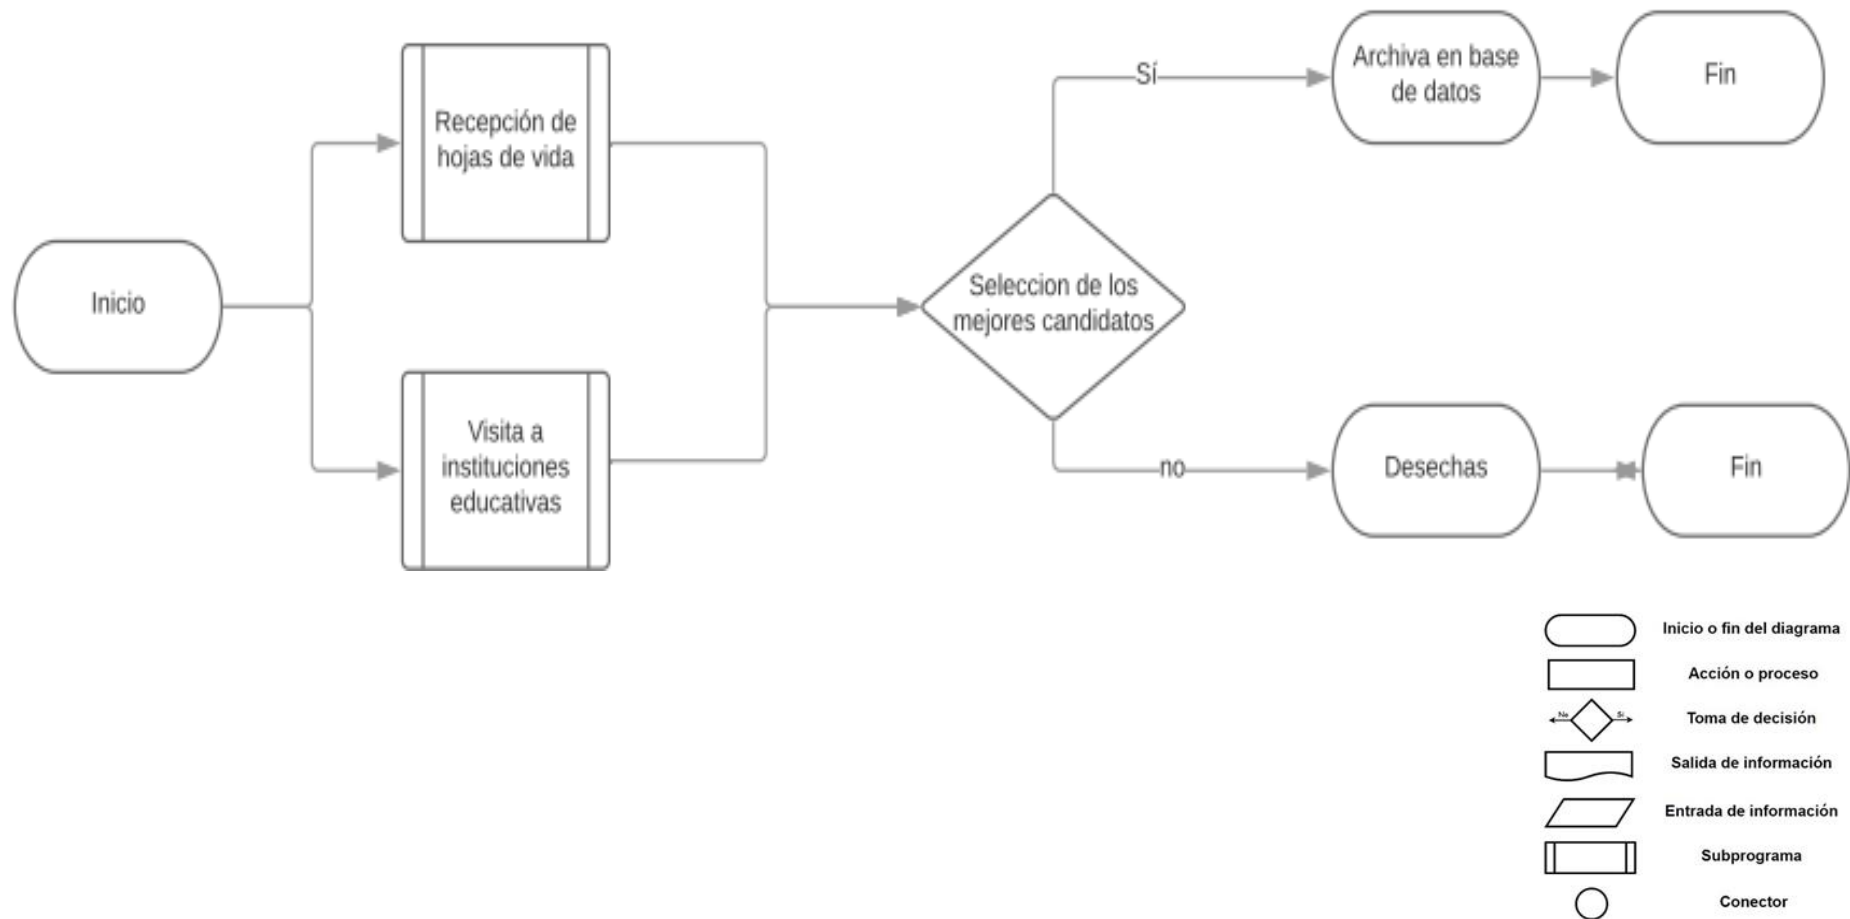 Inicio
Recepción de
hojas de vida
Visita a
instituciones
educativas
Seleccion de los
mejores candidatos
Sí
Archiva en base
de datos
Fin
no
Desechas
Fin
Inicio o fin del diagrama
Acción o proceso
No
Si
Toma de decisión
Salida de información
Entrada de información
Subprograma
Conector